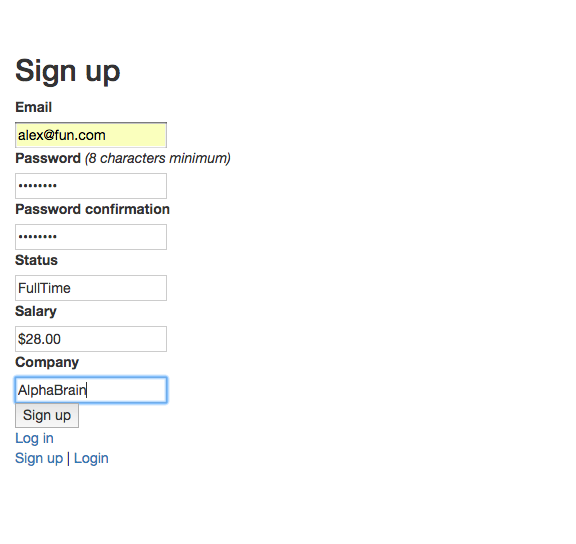 Sign up
Email
alex@fun.com
Password (8 characters minimum)
••••••••
Password confirmation
••••••••
Status
FullTime
Salary
$28.00
Company
AlphaBrain
Sign up
Log in
Sign up | Login